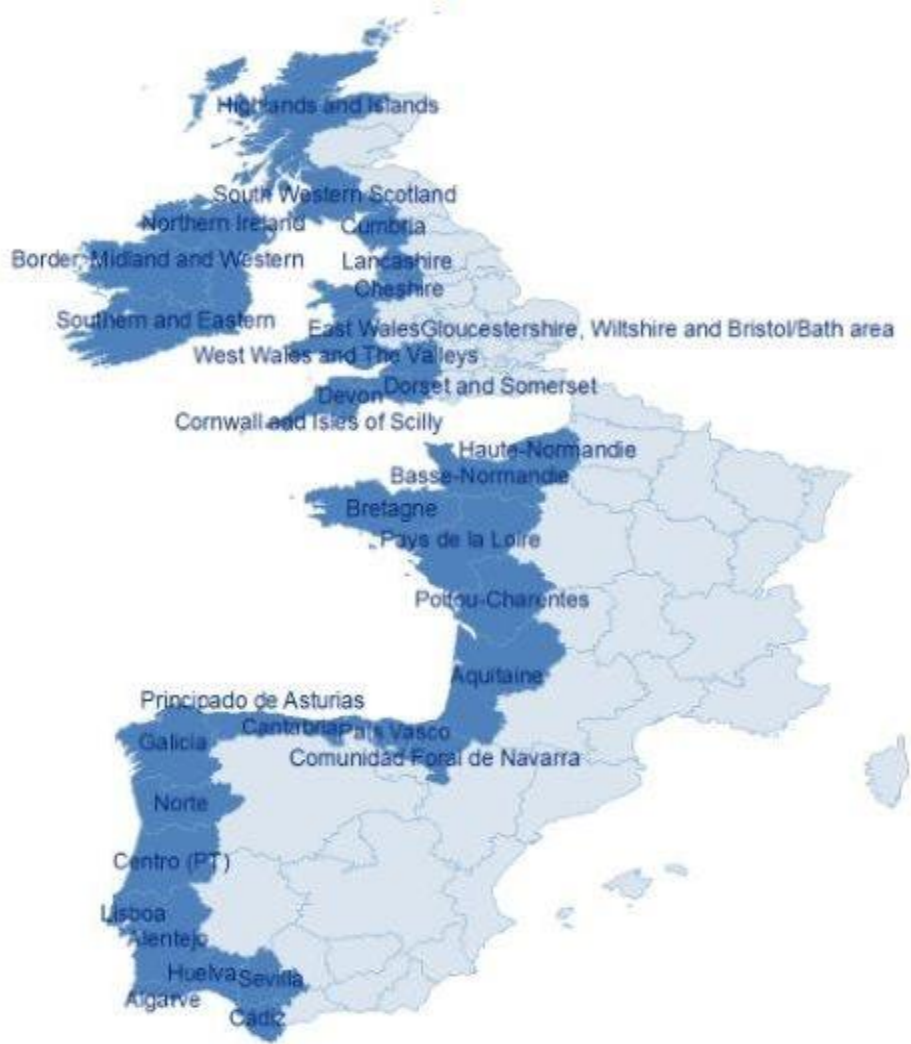 Highlands and Islands
South Western Scotland
Northern Ireland
Cumbria
Border, Midland and Western
Lancashire
Cheshire
Southern and Eastern
East Wales
Gloucestershire, Wiltshire and Bristol/Bath area
West Wales and The Valleys
Dorset and Somerset
Devon
Cornwall and Isles of Scilly
Haute-Normandie
Basse-Normandie
Bretagne
Pays de la Loire
Poitou-Charentes
Aquitaine
Principado de Asturias
Cantabria
País Vasco
Galicia
Comunidad Foral de Navarra
Norte
Centro (PT)
Lisboa
Alentejo
Huelva
Sevilla
Algarve
Cádiz